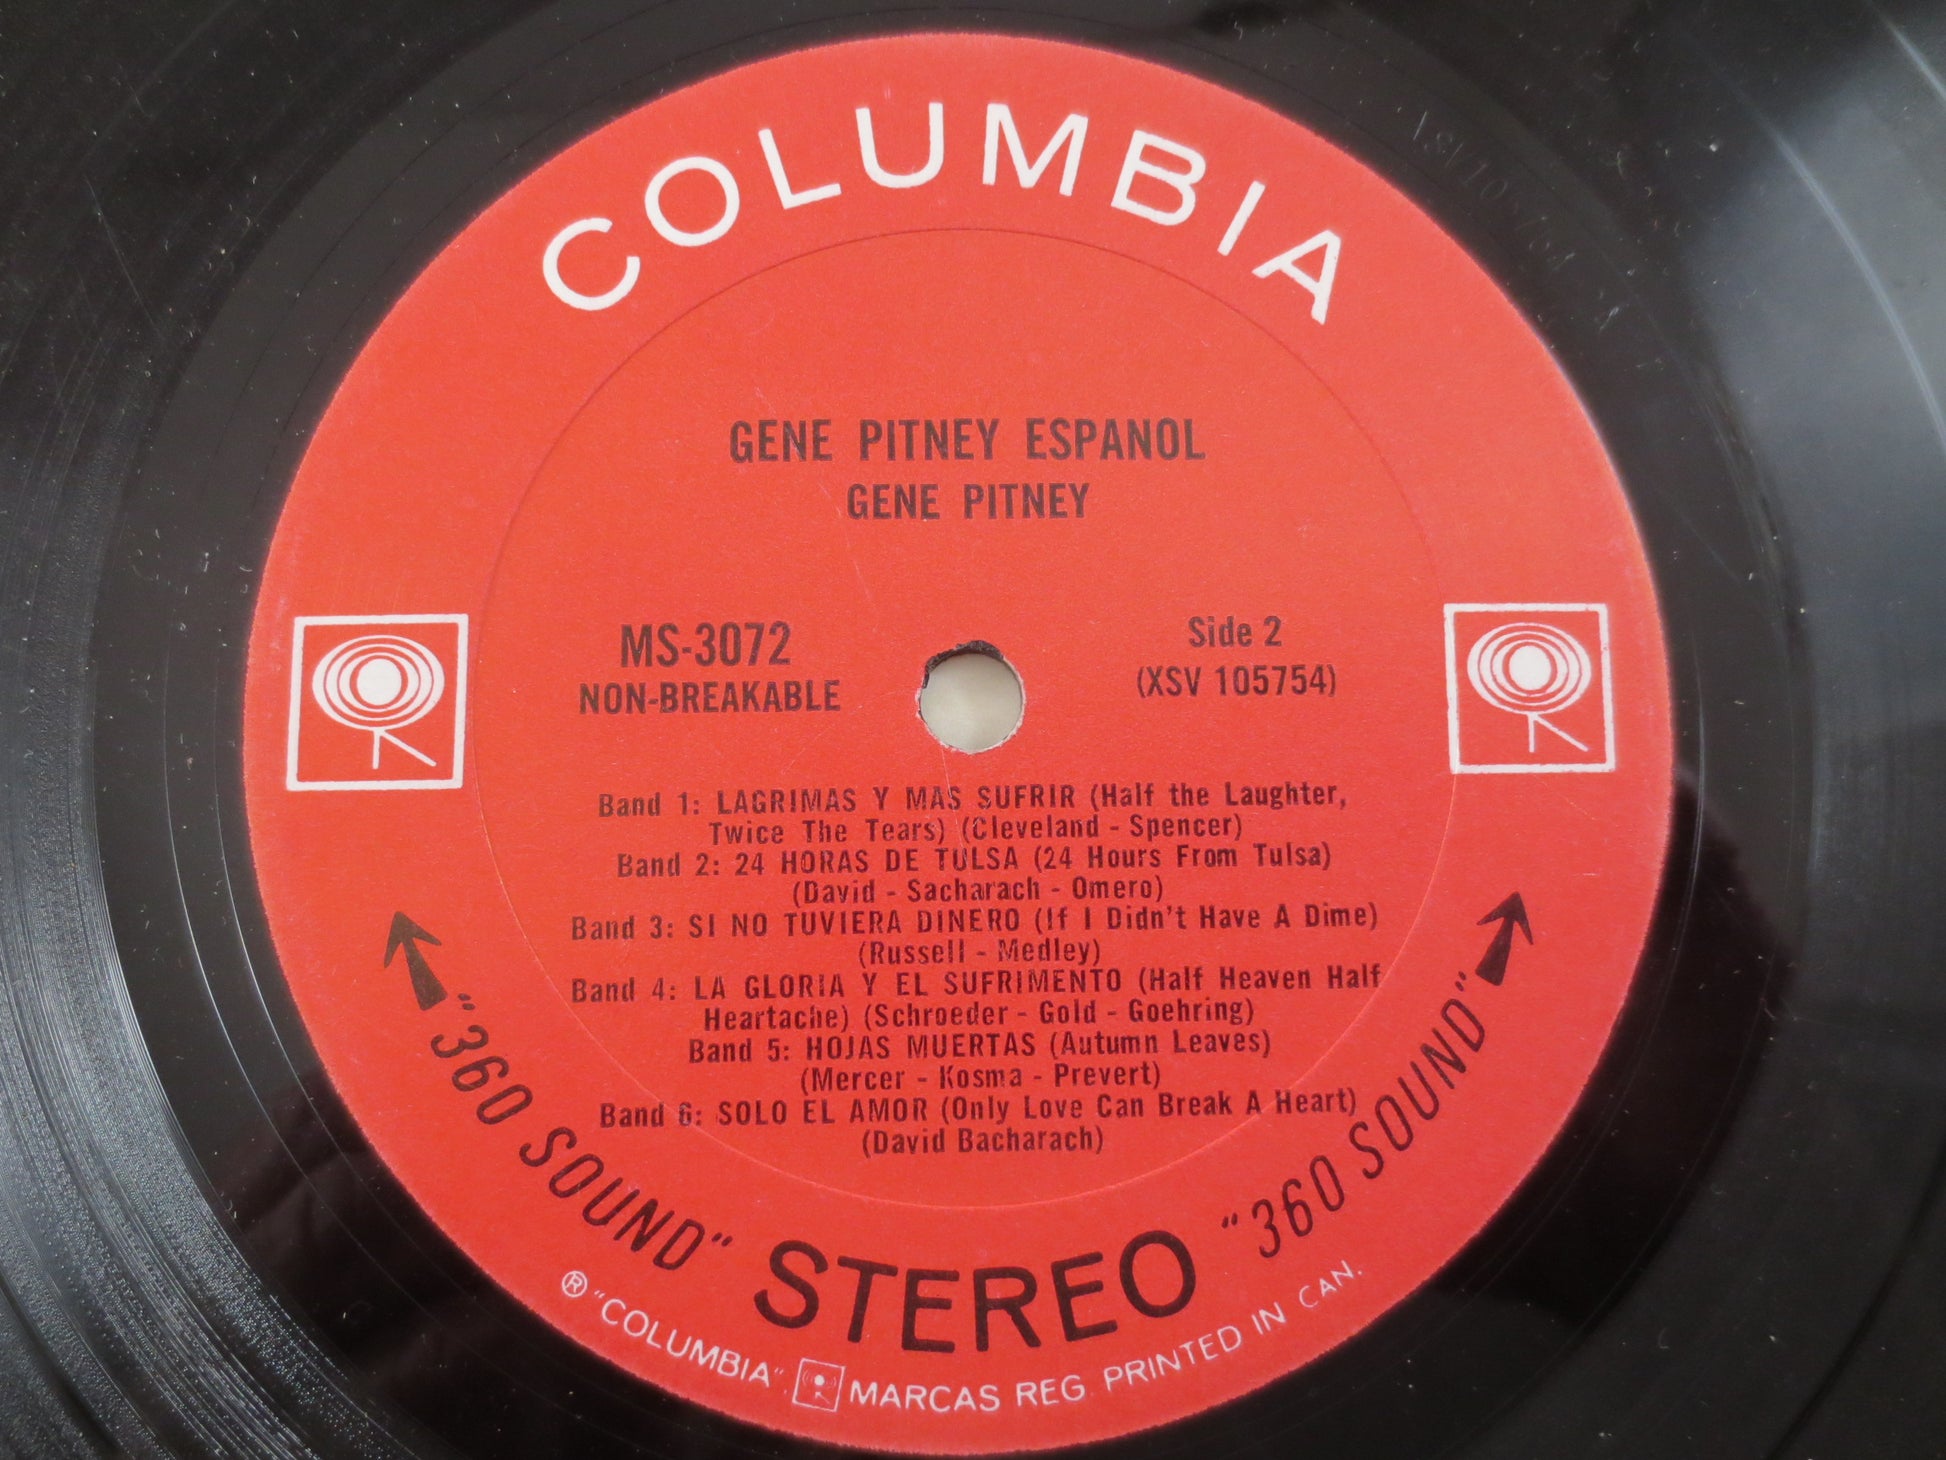 COLUMBIA
GENE PITNEY ESPANOL
GENE PITNEY
MS-3072
NON-BREAKABLE
Side 2
(XSV 105754)
Band 1: LAGRIMAS Y MAS SUFRIR (Half the Laughter,
Twice The Tears) (Cleveland - Spencer)
Band 2: 24 HORAS DE TULSA (24 Hours From Tulsa)
(David - Sacharach - Omero)
Band 3: SI NO TUVIERA DINERO (If I Didn't Have A Dime)
(Russell - Medley)
Band 4: LA GLORIA Y EL SUFRIMENTO (Half Heaven Half
Heartache) (Schroeder - Gold - Goehring)
Band 5: HOJAS MUERTAS (Autumn Leaves)
(Mercer - Kosma - Prevert)
Band 6: SOLO EL AMOR (Only Love Can Break A Heart)
(David Bacharach)
"360 SOUND" STEREO "360 SOUND"
® "COLUMBIA", MARCAS REG. PRINTED IN CAN.